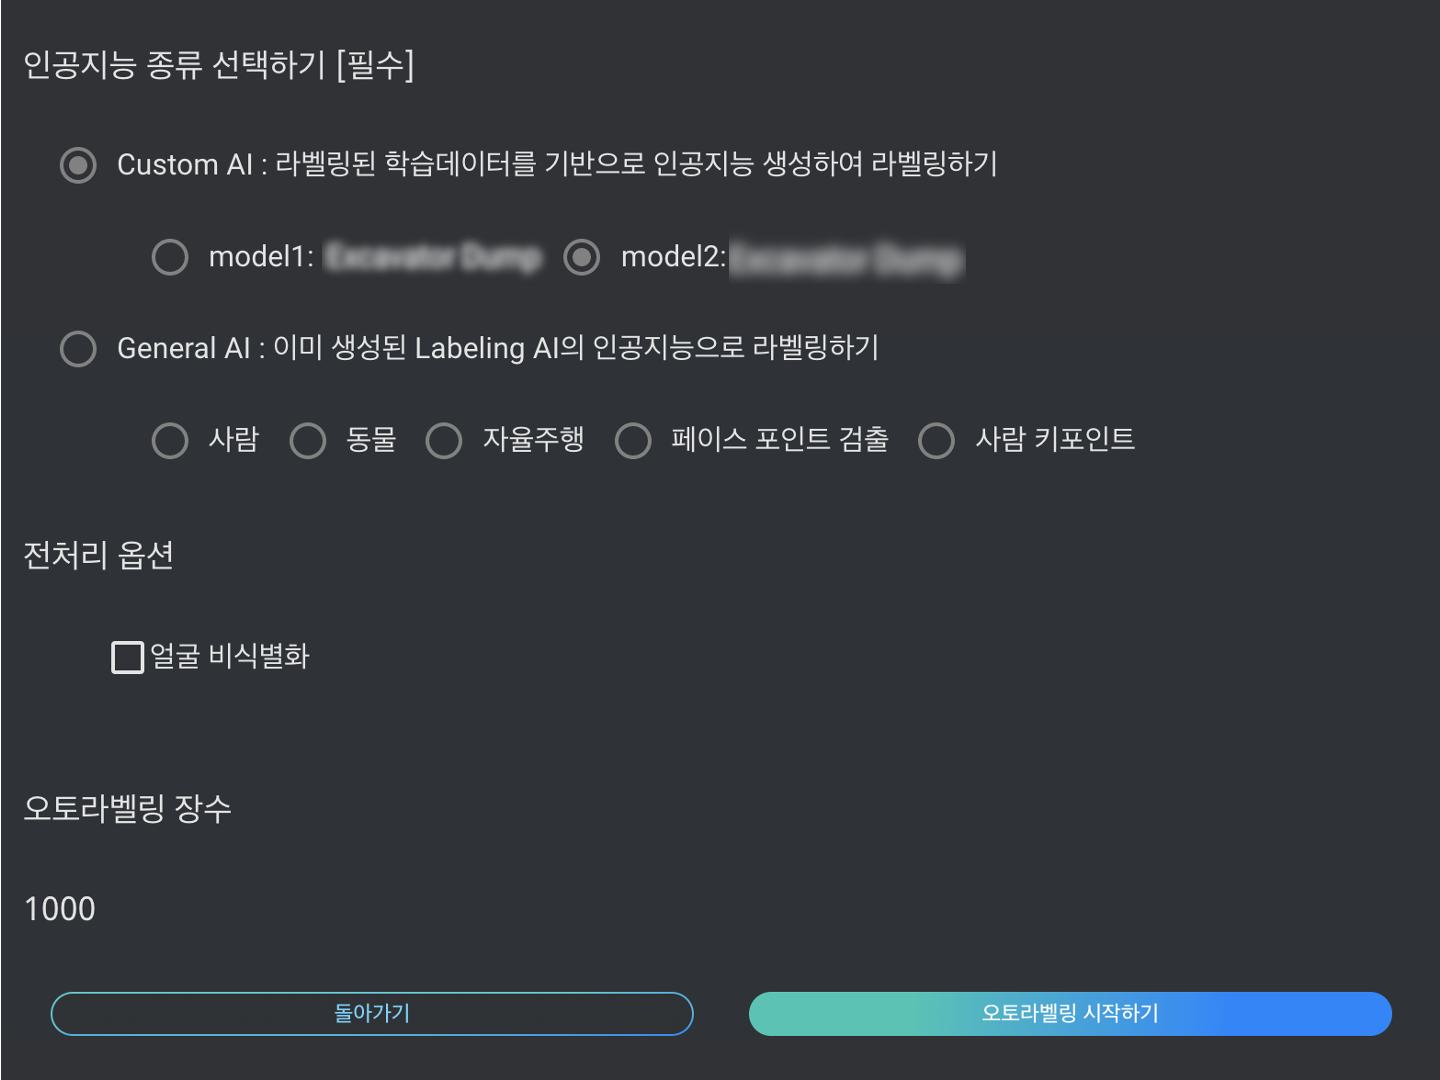 인공지능 종류 선택하기 [필수]
Custom AI : 라벨링된 학습데이터를 기반으로 인공지능 생성하여 라벨링하기
model1: Excavator Dump model2: Excavator Dump
General AI : 이미 생성된 Labeling AI의 인공지능으로 라벨링하기
사람 동물 자율주행 페이스 포인트 검출 사람 키포인트
전처리 옵션
얼굴 비식별화
오토라벨링 장수
1000
돌아가기 오토라벨링 시작하기